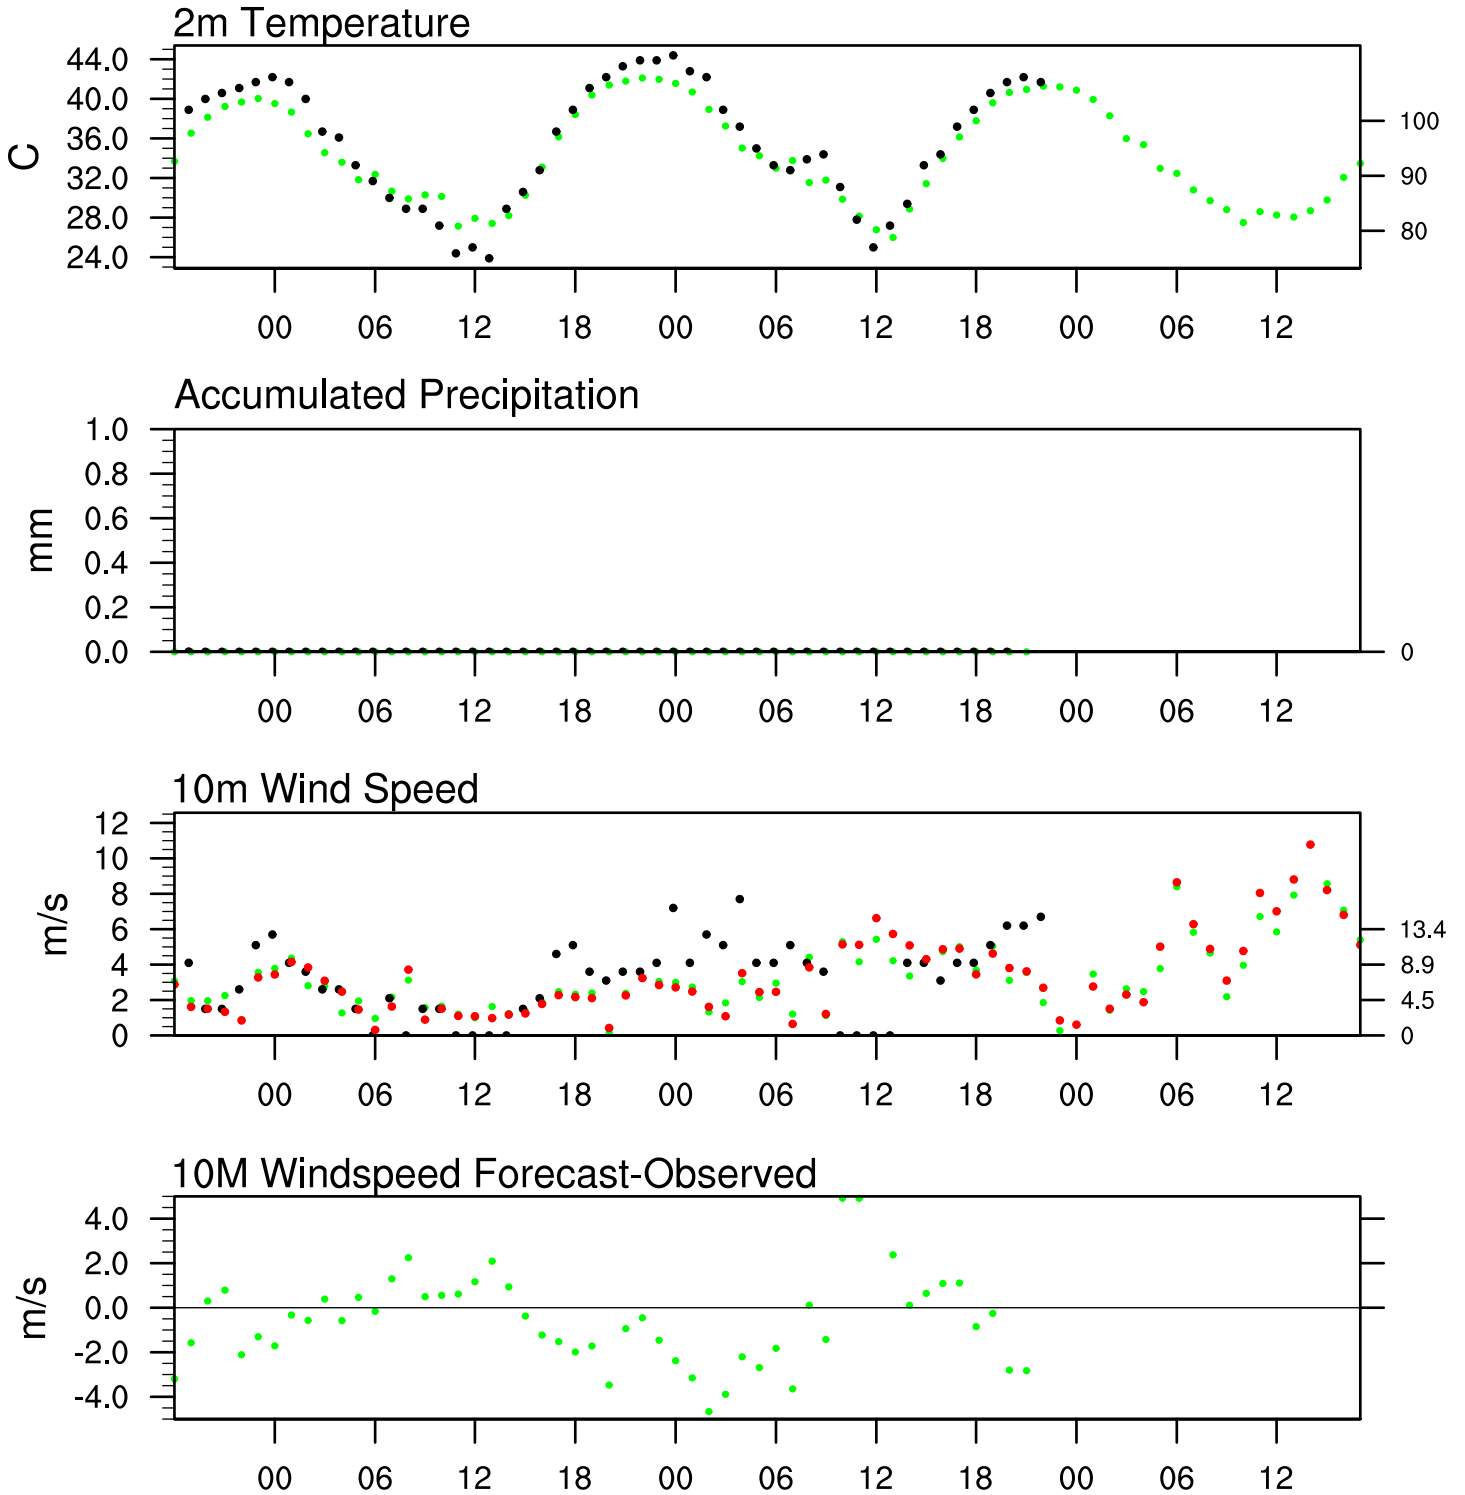 2m Temperature
44.0
40.0
36.0
32.0
28.0
24.0
C
100
90
80
00 06 12 18 00 06 12 18 00 06 12
Accumulated Precipitation
1.0
0.8
0.6
0.4
0.2
0.0
mm
0
00 06 12 18 00 06 12 18 00 06 12
10m Wind Speed
12
10
8
6
4
2
0
m/s
13.4
8.9
4.5
0
00 06 12 18 00 06 12 18 00 06 12
10M Windspeed Forecast-Observed
4.0
2.0
0.0
-2.0
-4.0
m/s
00 06 12 18 00 06 12 18 00 06 12